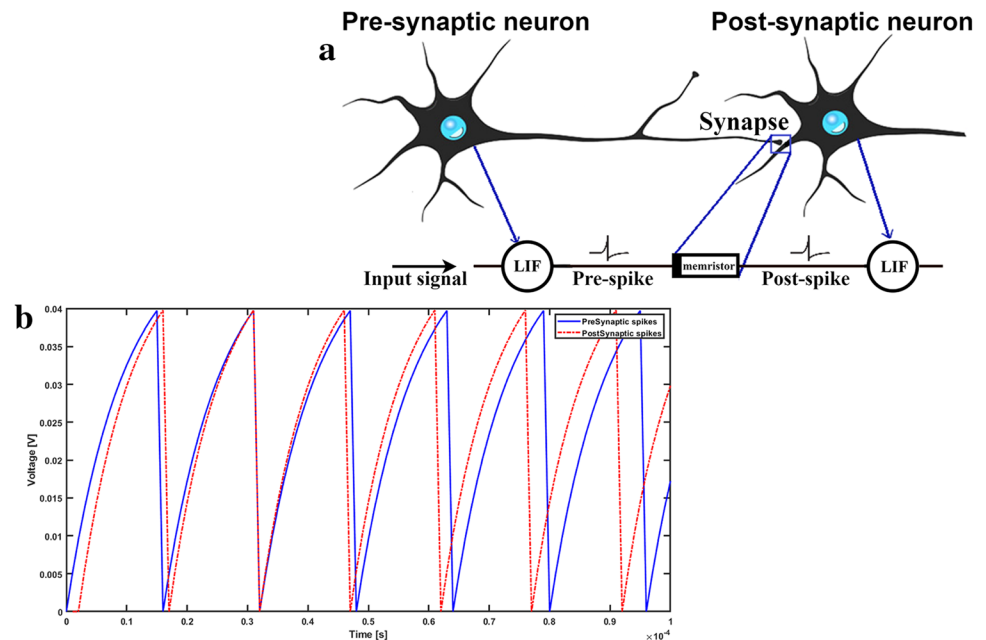 Pre-synaptic neuron
Post-synaptic neuron
a
Synapse
LIF
memristor
LIF
Input signal
Pre-spike
Post-spike
b
0.04
0.035
0.03
0.025
0.02
0.015
0.01
0.005
0
Voltage [V]
PreSynaptic spikes
PostSynaptic spikes
0 0.1 0.2 0.3 0.4 0.5 0.6 0.7 0.8 0.9 1
Time [s]
×10⁻⁴